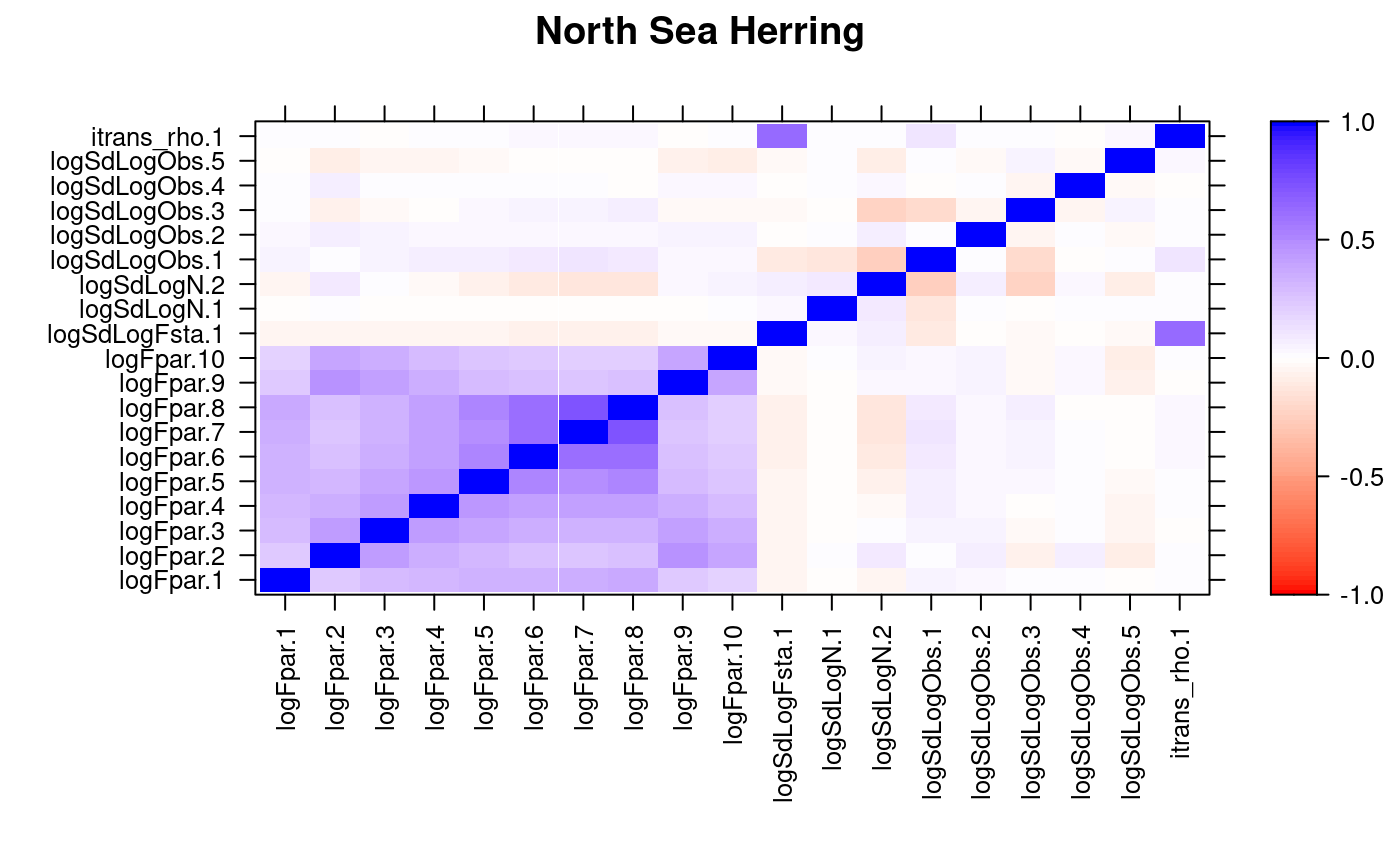 North Sea Herring
itrans_rho.1
logSdLogObs.5
logSdLogObs.4
logSdLogObs.3
logSdLogObs.2
logSdLogObs.1
logSdLogN.2
logSdLogN.1
logSdLogFsta.1
logFpar.10
logFpar.9
logFpar.8
logFpar.7
logFpar.6
logFpar.5
logFpar.4
logFpar.3
logFpar.2
logFpar.1
logFpar.1
logFpar.2
logFpar.3
logFpar.4
logFpar.5
logFpar.6
logFpar.7
logFpar.8
logFpar.9
logFpar.10
logSdLogFsta.1
logSdLogN.1
logSdLogN.2
logSdLogObs.1
logSdLogObs.2
logSdLogObs.3
logSdLogObs.4
logSdLogObs.5
itrans_rho.1
1.0
0.5
0.0
-0.5
-1.0